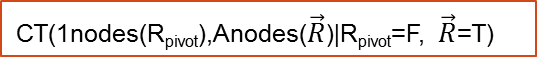 CT(1nodes(R_pivot),Anodes(R⃗)|R_pivot=F, R⃗=T)